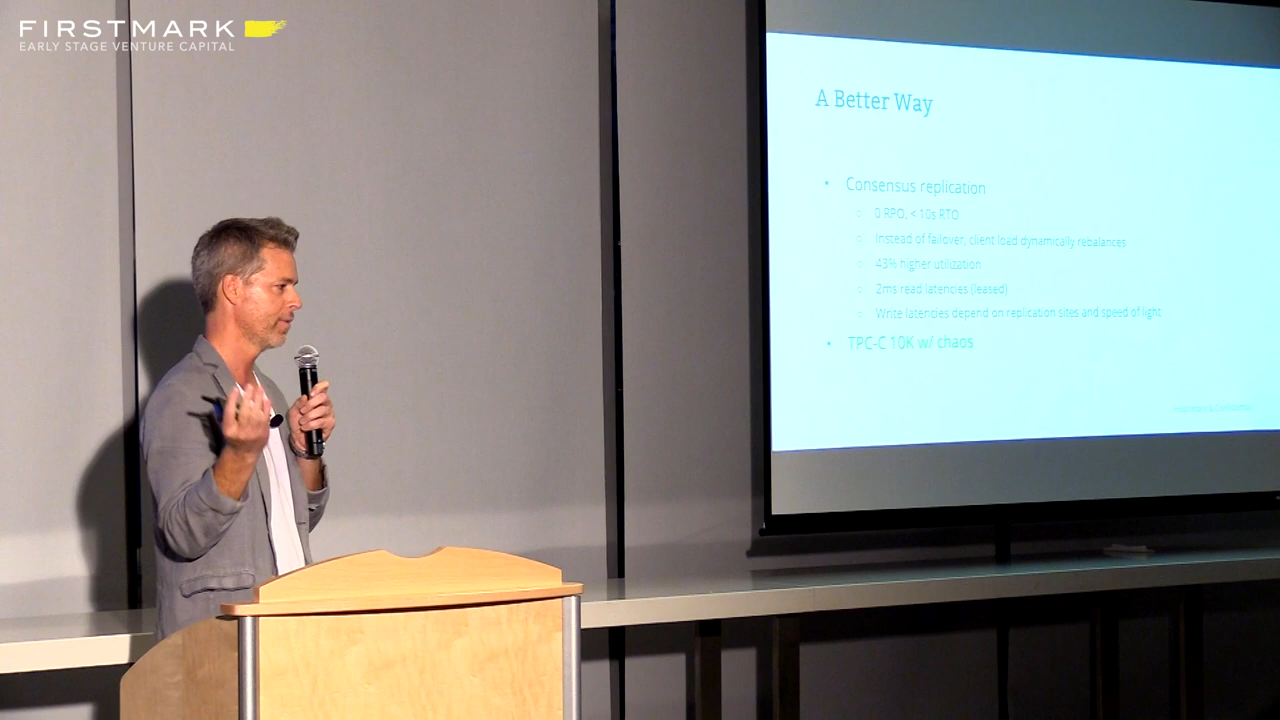 FIRSTMARK
EARLY STAGE VENTURE CAPITAL
A Better Way
Consensus replication
0 RPO, < 10s RTO
Instead of failover, client load dynamically rebalances
43% higher utilization
2ms read latencies (leased)
Write latencies depend on replication sites and speed of light
TPC-C 10K w/ chaos